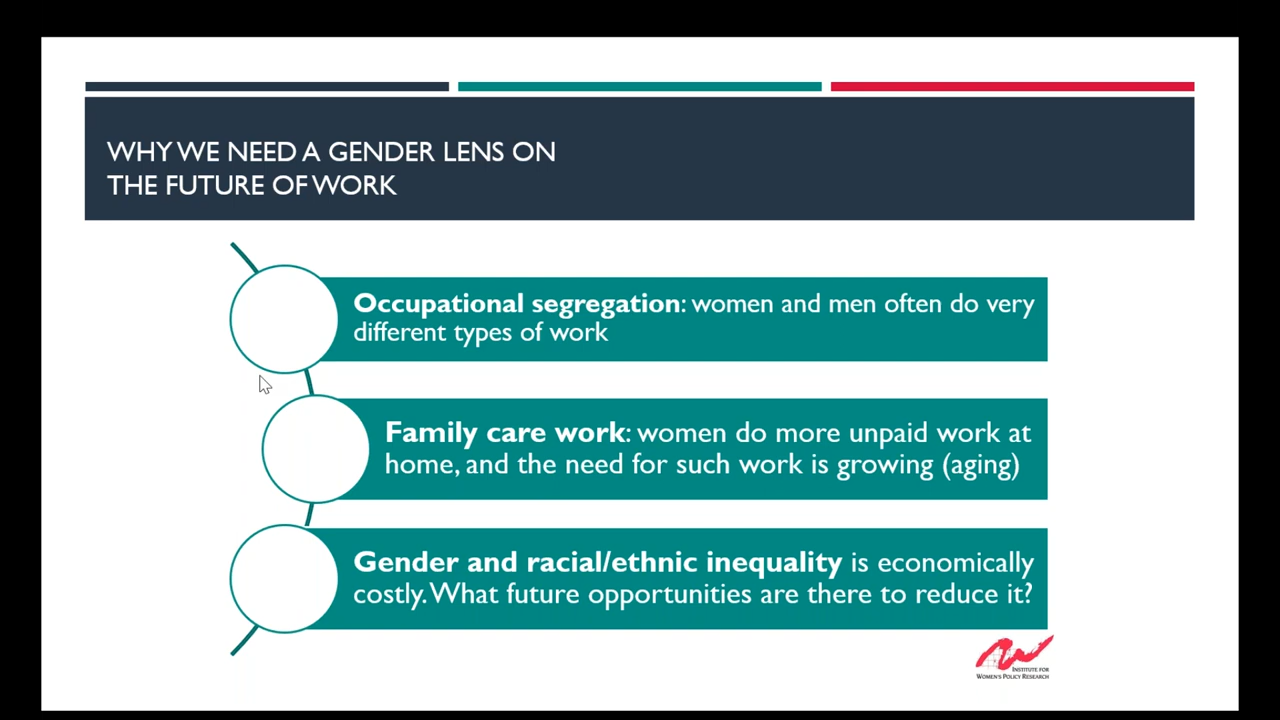 WHY WE NEED A GENDER LENS ON
THE FUTURE OF WORK
Occupational segregation: women and men often do very
different types of work
Family care work: women do more unpaid work at
home, and the need for such work is growing (aging)
Gender and racial/ethnic inequality is economically
costly. What future opportunities are there to reduce it?
INSTITUTE FOR
WOMEN'S POLICY RESEARCH